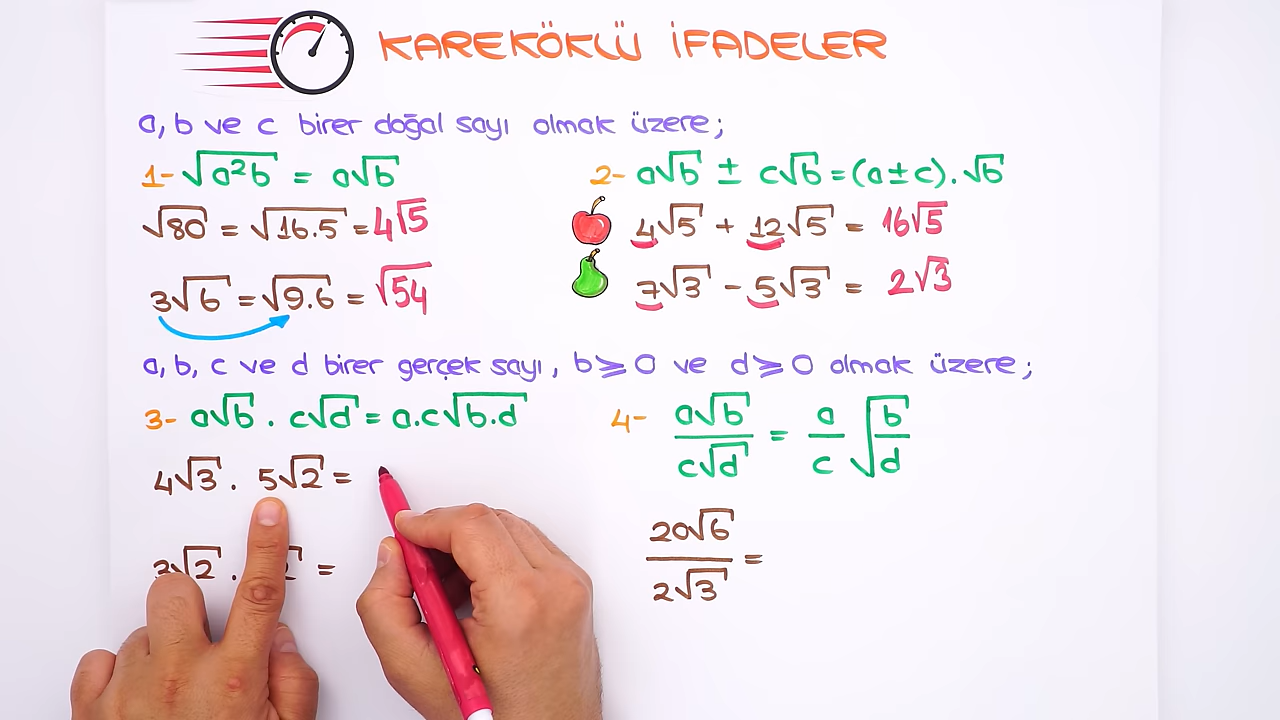 KAREKÖKLÜ İFADELER
a, b ve c birer doğal sayı olmak üzere;
1- √(a²b) = a√b
√80 = √(16.5) = 4√5
3√6 = √(9.6) = √54
2- a√b ± c√b = (a±c).√b
4√5 + 12√5 = 16√5
7√3 - 5√3 = 2√3
a, b, c ve d birer gerçek sayı, b⩾0 ve d⩾0 olmak üzere;
3- a√b . c√d = a.c√(b.d)
4√3 . 5√2 =
3√2 . =
4- (a√b)/(c√d) = (a/c)√(b/d)
(20√6)/(2√3) =